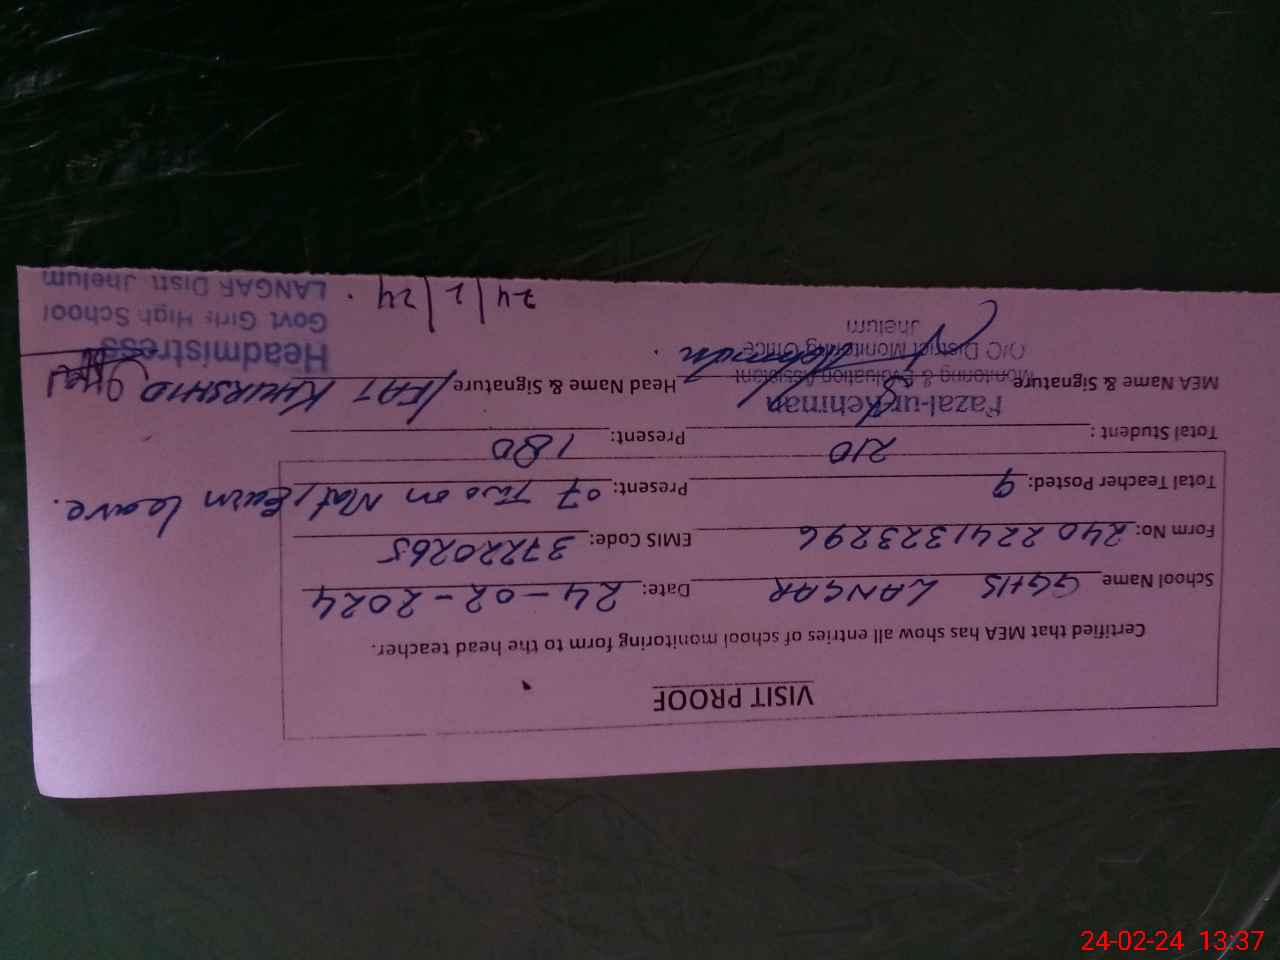 VISIT PROOF
Certified that MEA has show all entries of school monitoring form to the head teacher.
School Name GGHS LANGAR Date: 24-02-2024
Form No: 2402241323296 EMIS Code: 37220265
Total Teacher Posted: 9 Present: 07 Two on Mat, Earn leave.
Total Student : 210 Present: 180
MEA Name & Signature Head Name & Signature IFAT KHURSHID
Fazal-ur-Rehman
Monitoring & Evaluation Assistant
O/O District Monitoring Office
Jhelum
Headmistress
Govt. Girls High School
LANGAR Distt. Jhelum
24/2/24.
24-02-24 13:37